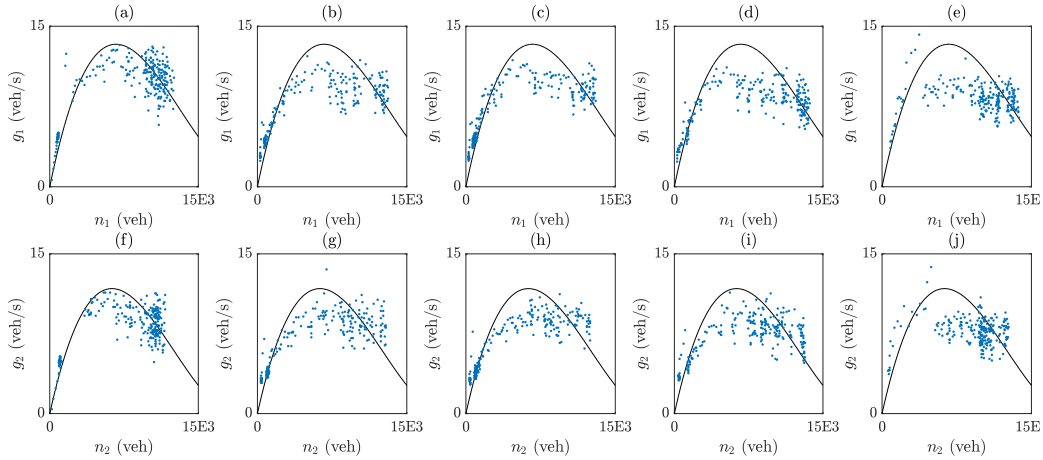 (a) (b) (c) (d) (e)
15 15 15 15 15
g₁ (veh/s) g₁ (veh/s) g₁ (veh/s) g₁ (veh/s) g₁ (veh/s)
0 0 0 0 0
0 15E3 0 15E3 0 15E3 0 15E3 0 15E
n₁ (veh) n₁ (veh) n₁ (veh) n₁ (veh) n₁ (veh)
(f) (g) (h) (i) (j)
15 15 15 15 15
g₂ (veh/s) g₂ (veh/s) g₂ (veh/s) g₂ (veh/s) g₂ (veh/s)
0 0 0 0 0
0 15E3 0 15E3 0 15E3 0 15E3 0 15E
n₂ (veh) n₂ (veh) n₂ (veh) n₂ (veh) n₂ (veh)